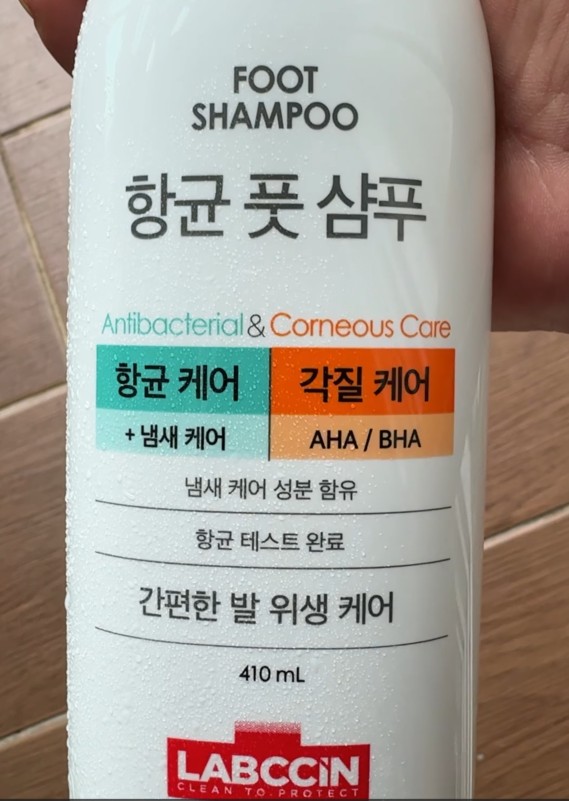 FOOT
SHAMPOO
항균 풋 샴푸
Antibacterial & Corneous Care
항균 케어 각질 케어
+ 냄새 케어 AHA / BHA
냄새 케어 성분 함유
항균 테스트 완료
간편한 발 위생 케어
410 mL
LABCCiN
CLEAN TO PROTECT